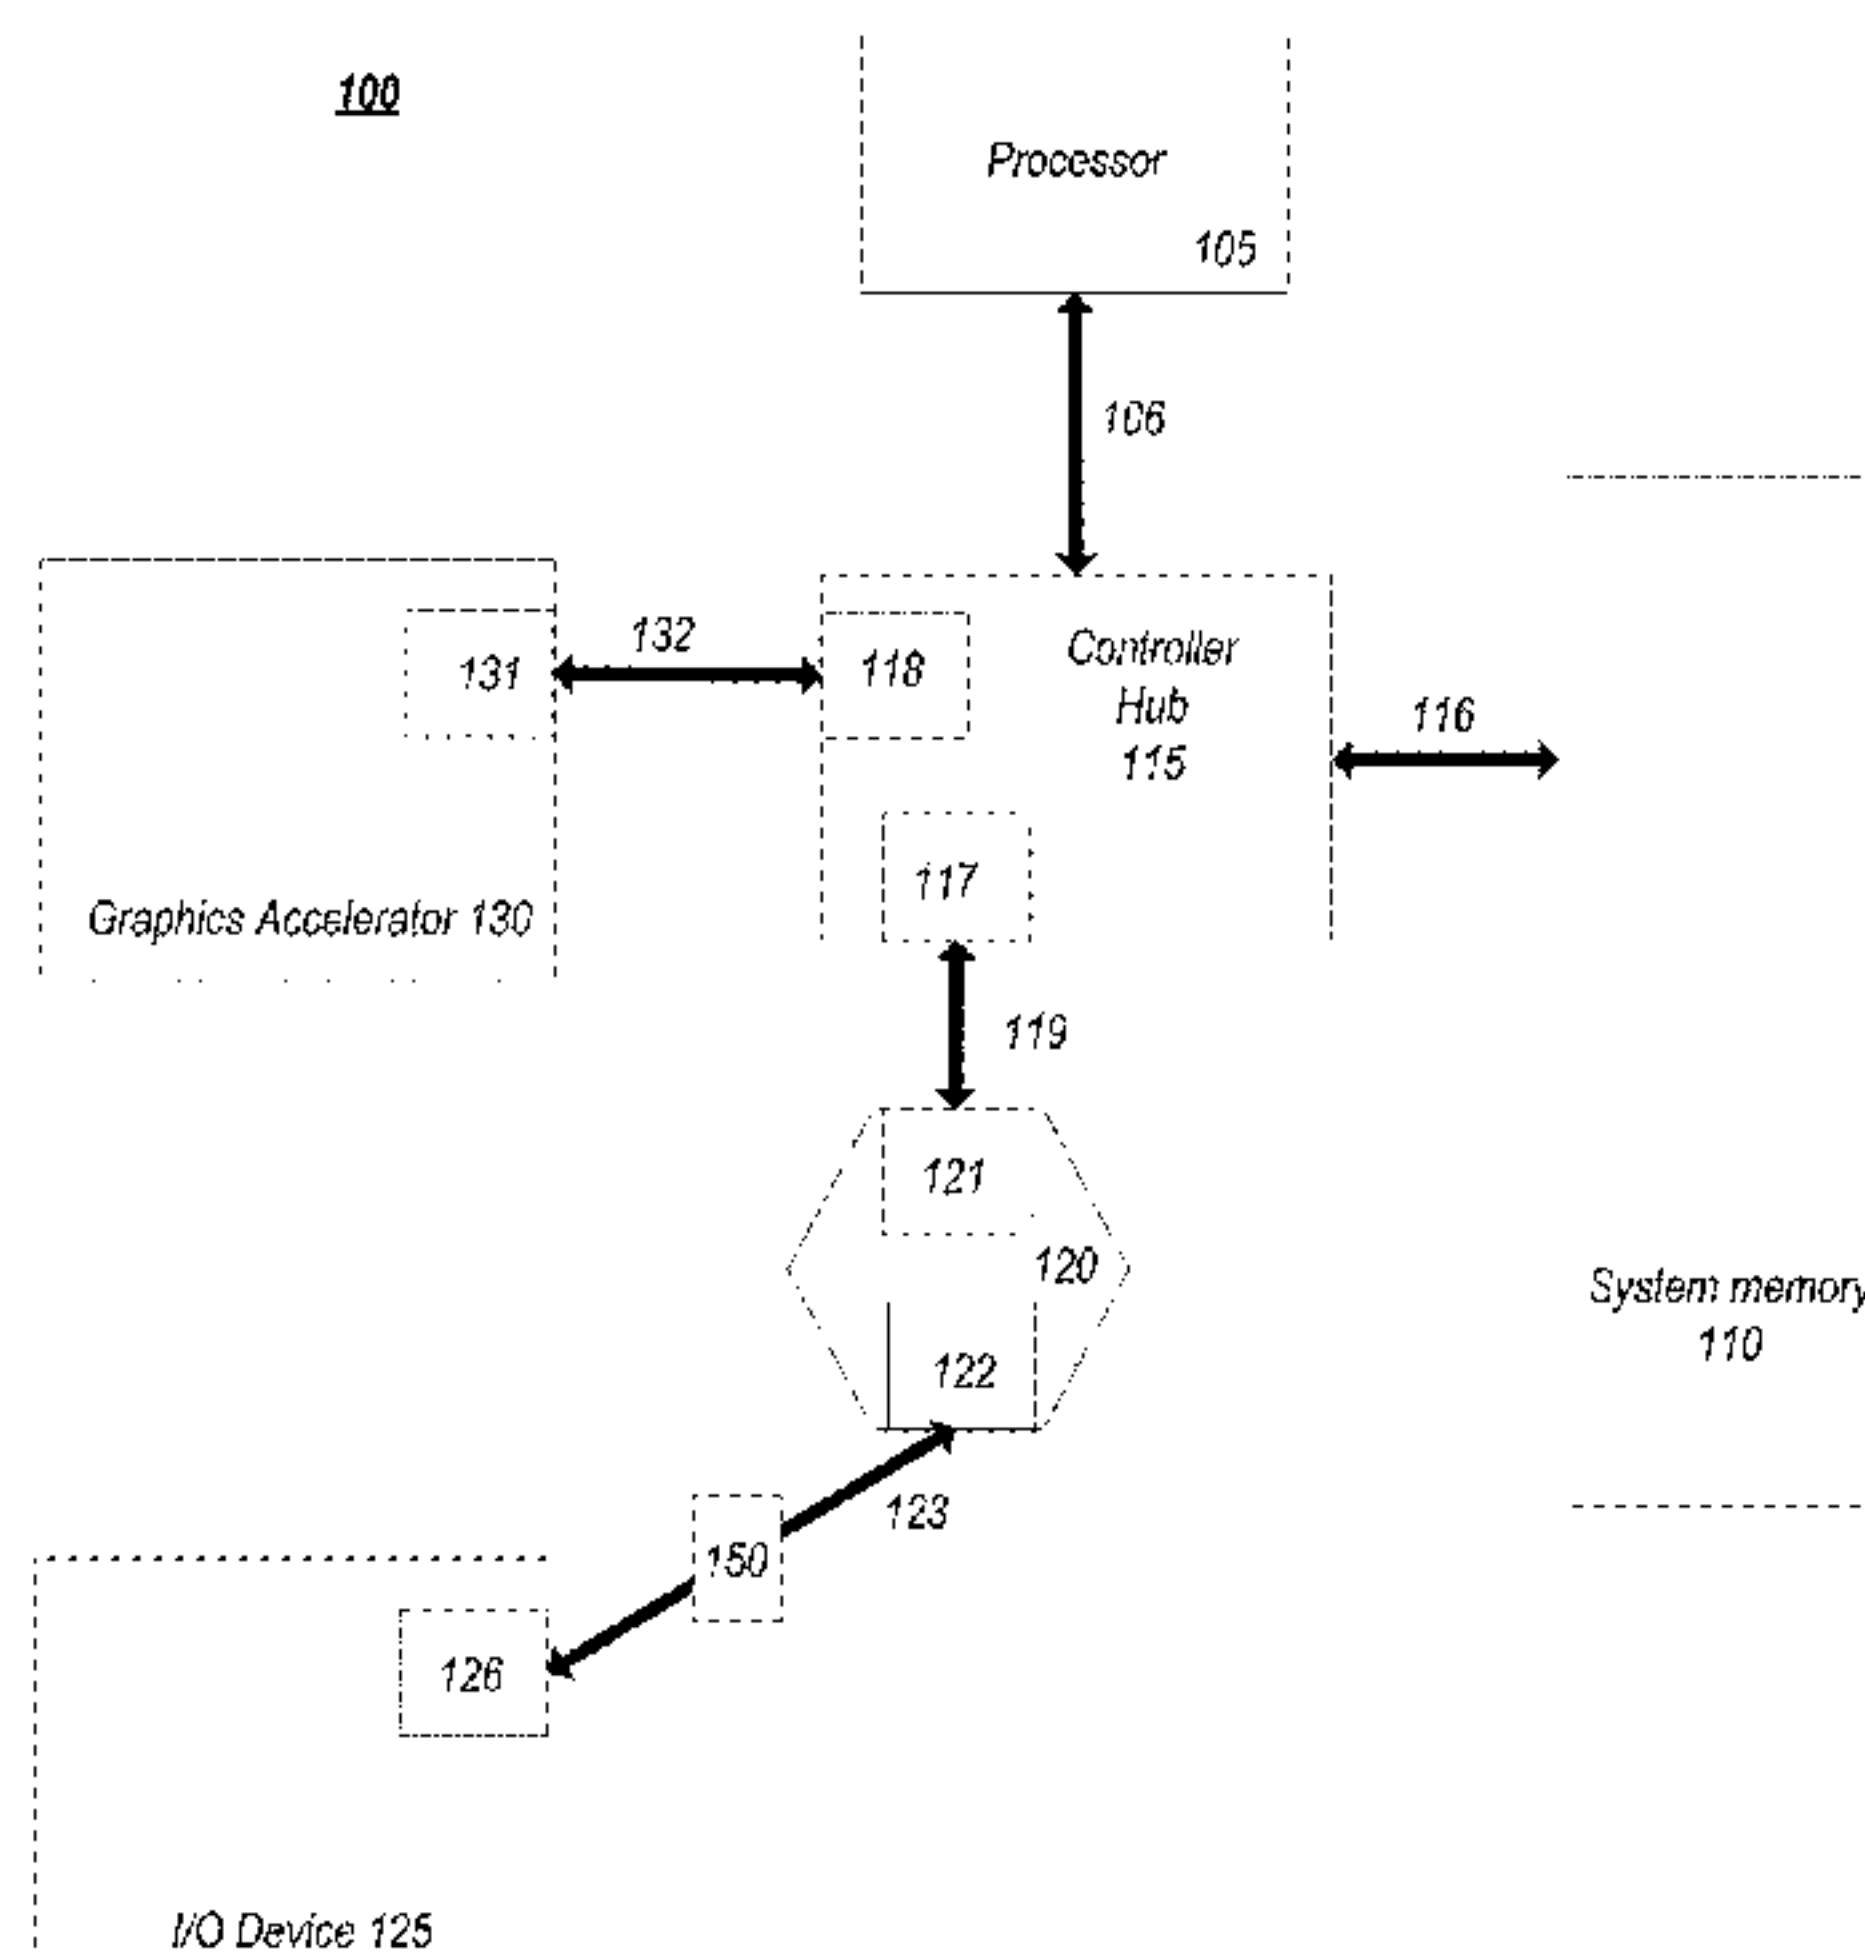 100
Processor
105
106
132
131
118
Controller
Hub
115
116
117
Graphics Accelerator 130
119
121
120
122
System memory
110
123
150
126
I/O Device 125